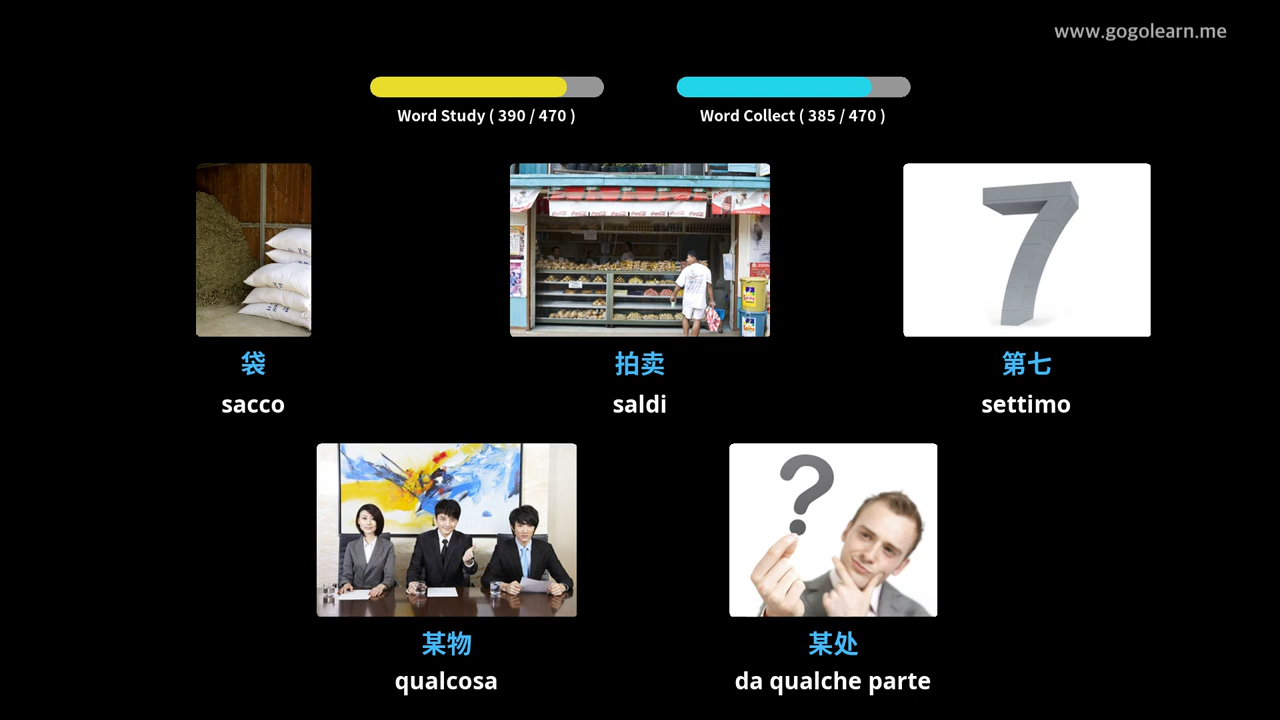 www.gogolearn.me
Word Study ( 390 / 470 )
Word Collect ( 385 / 470 )
袋
拍卖
第七
sacco
saldi
settimo
某物
某处
qualcosa
da qualche parte